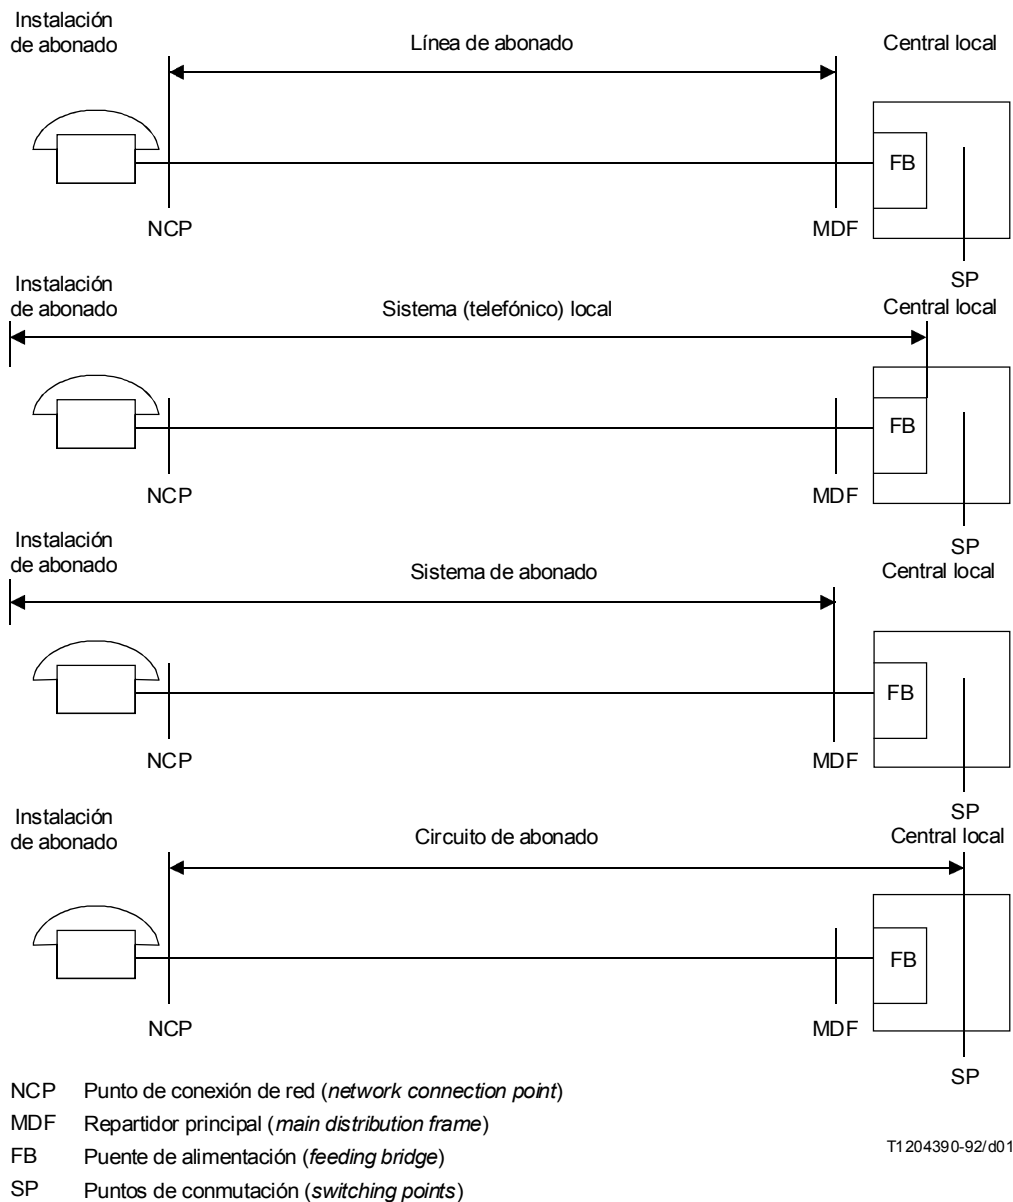 Instalación
de abonado
Línea de abonado
Central local
FB
NCP
MDF
SP
Instalación
de abonado
Sistema (telefónico) local
Central local
FB
NCP
MDF
SP
Instalación
de abonado
Sistema de abonado
Central local
FB
NCP
MDF
SP
Instalación
de abonado
Circuito de abonado
Central local
FB
NCP
MDF
SP
NCP Punto de conexión de red (network connection point)
MDF Repartidor principal (main distribution frame)
FB Puente de alimentación (feeding bridge)
SP Puntos de conmutación (switching points)
T1204390-92/d01